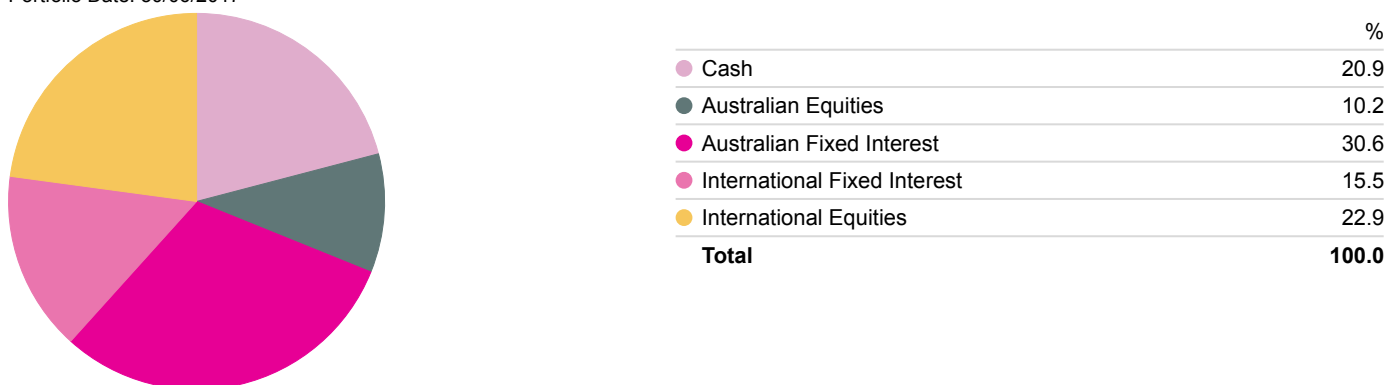 %
Cash 20.9
Australian Equities 10.2
Australian Fixed Interest 30.6
International Fixed Interest 15.5
International Equities 22.9
Total 100.0